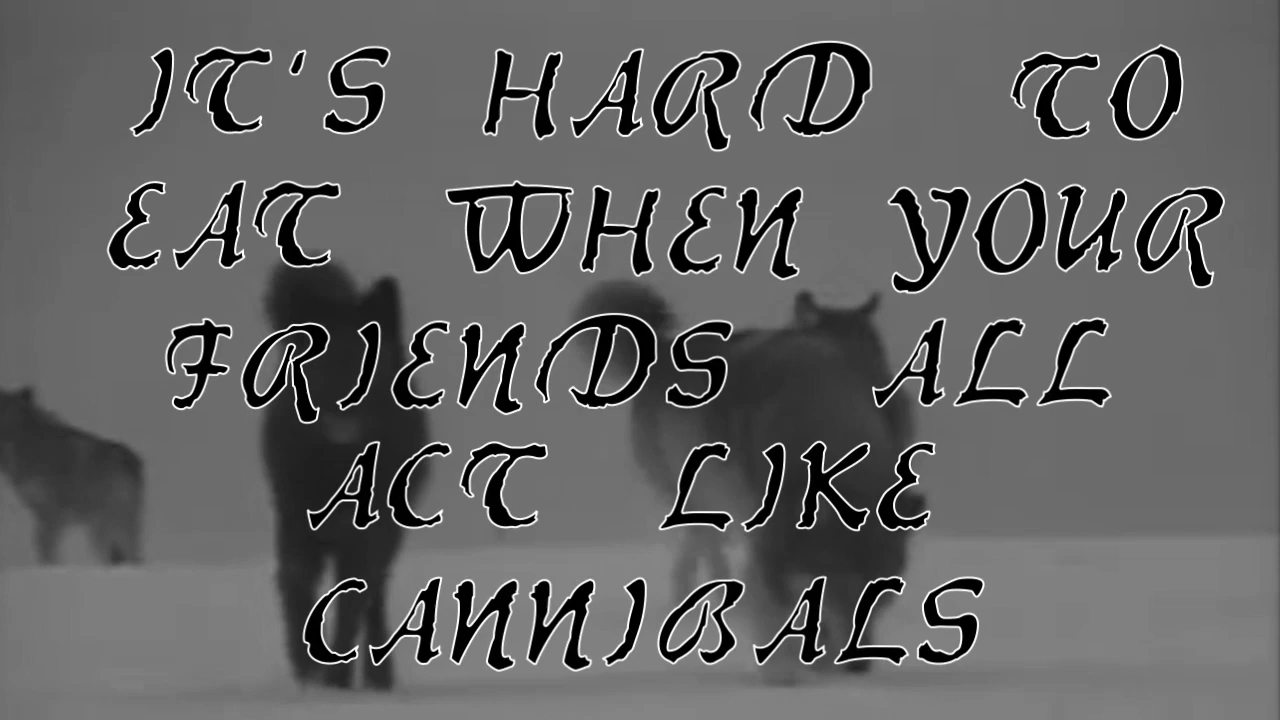 IT'S HARD TO
EAT WHEN YOUR
FRIENDS ALL
ACT LIKE
CANNIBALS